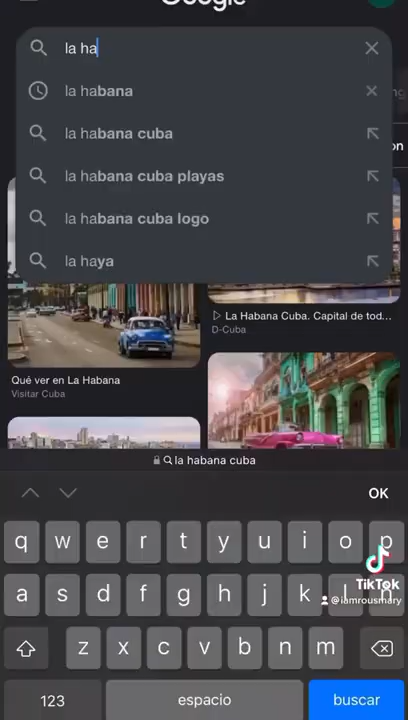 Google
la ha
la habana
la habana cuba
la habana cuba playas
la habana cuba logo
la haya
on
La Habana Cuba. Capital de tod...
D-Cuba
Qué ver en La Habana
Visitar Cuba
la habana cuba
OK
q w e r t y u i o p
a s d f g h j k l ñ
TikTok
@iamrousmary
z x c v b n m
123 espacio buscar